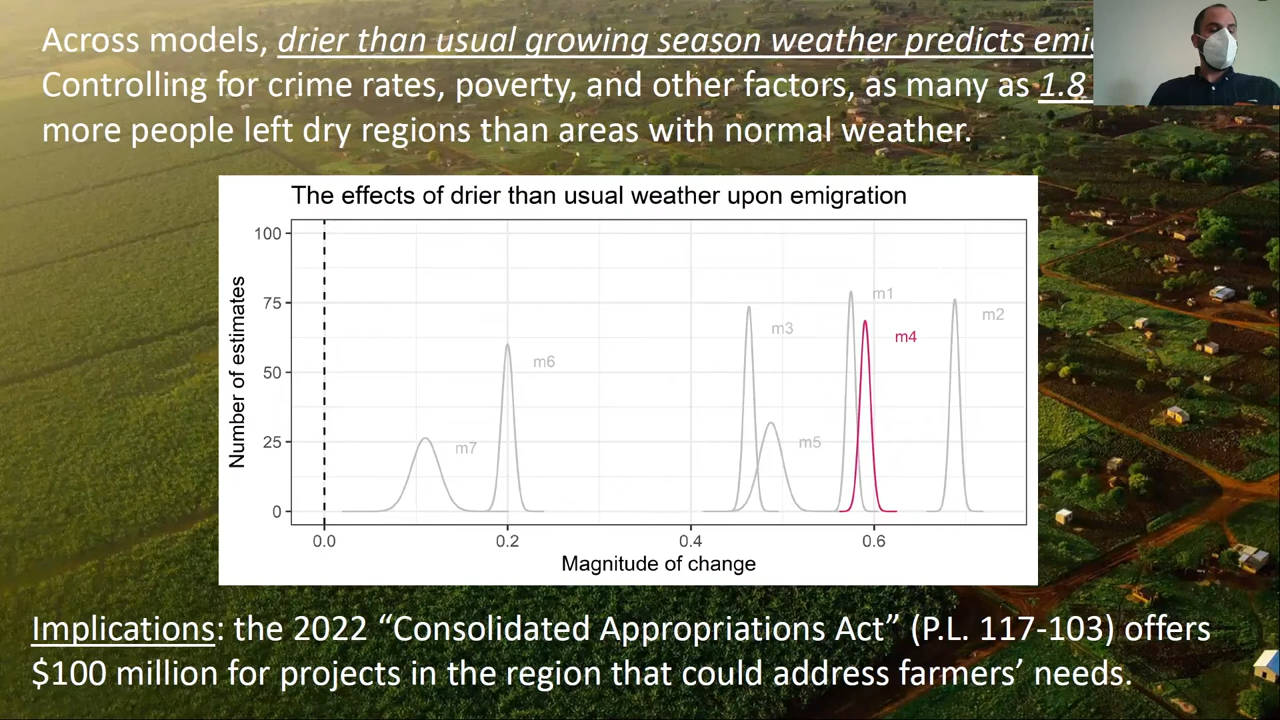 Across models, drier than usual growing season weather predicts
Controlling for crime rates, poverty, and other factors, as many as 1.8
more people left dry regions than areas with normal weather.
The effects of drier than usual weather upon emigration
Number of estimates
100
75
50
25
0
m7
m6
m3
m5
m1
m4
m2
0.0 0.2 0.4 0.6
Magnitude of change
Implications: the 2022 “Consolidated Appropriations Act” (P.L. 117-103) offers
$100 million for projects in the region that could address farmers’ needs.